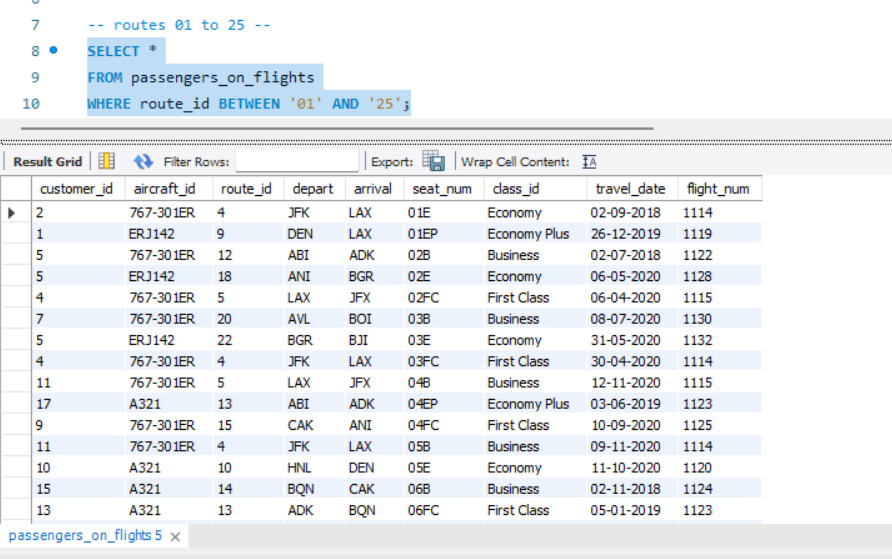 7 -- routes 01 to 25 --
8 SELECT *
9 FROM passengers_on_flights
10 WHERE route_id BETWEEN '01' AND '25';
Result Grid Filter Rows: Export: Wrap Cell Content:
customer_id aircraft_id route_id depart arrival seat_num class_id travel_date flight_num
2 767-301ER 4 JFK LAX 01E Economy 02-09-2018 1114
1 ERJ142 9 DEN LAX 01EP Economy Plus 26-12-2019 1119
5 767-301ER 12 ABI ADK 02B Business 02-07-2018 1122
5 ERJ142 18 ANI BGR 02E Economy 06-05-2020 1128
4 767-301ER 5 LAX JFX 02FC First Class 06-04-2020 1115
7 767-301ER 20 AVL BOI 03B Business 08-07-2020 1130
5 ERJ142 22 BGR BJI 03E Economy 31-05-2020 1132
4 767-301ER 4 JFK LAX 03FC First Class 30-04-2020 1114
11 767-301ER 5 LAX JFX 04B Business 12-11-2020 1115
17 A321 13 ABI ADK 04EP Economy Plus 03-06-2019 1123
9 767-301ER 15 CAK ANI 04FC First Class 10-09-2020 1125
11 767-301ER 4 JFK LAX 05B Business 09-11-2020 1114
10 A321 10 HNL DEN 05E Economy 11-10-2020 1120
15 A321 14 BQN CAK 06B Business 02-11-2018 1124
13 A321 13 ADK BQN 06FC First Class 05-01-2019 1123
passengers_on_flights 5